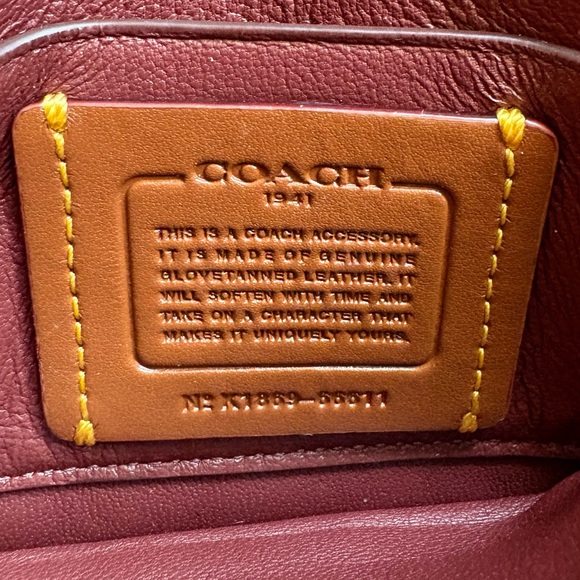 COACH
1941
THIS IS A COACH ACCESSORY.
IT IS MADE OF GENUINE
GLOVETANNED LEATHER. IT
WILL SOFTEN WITH TIME AND
TAKE ON A CHARACTER THAT
MAKES IT UNIQUELY YOURS.
Nº K1869-66611